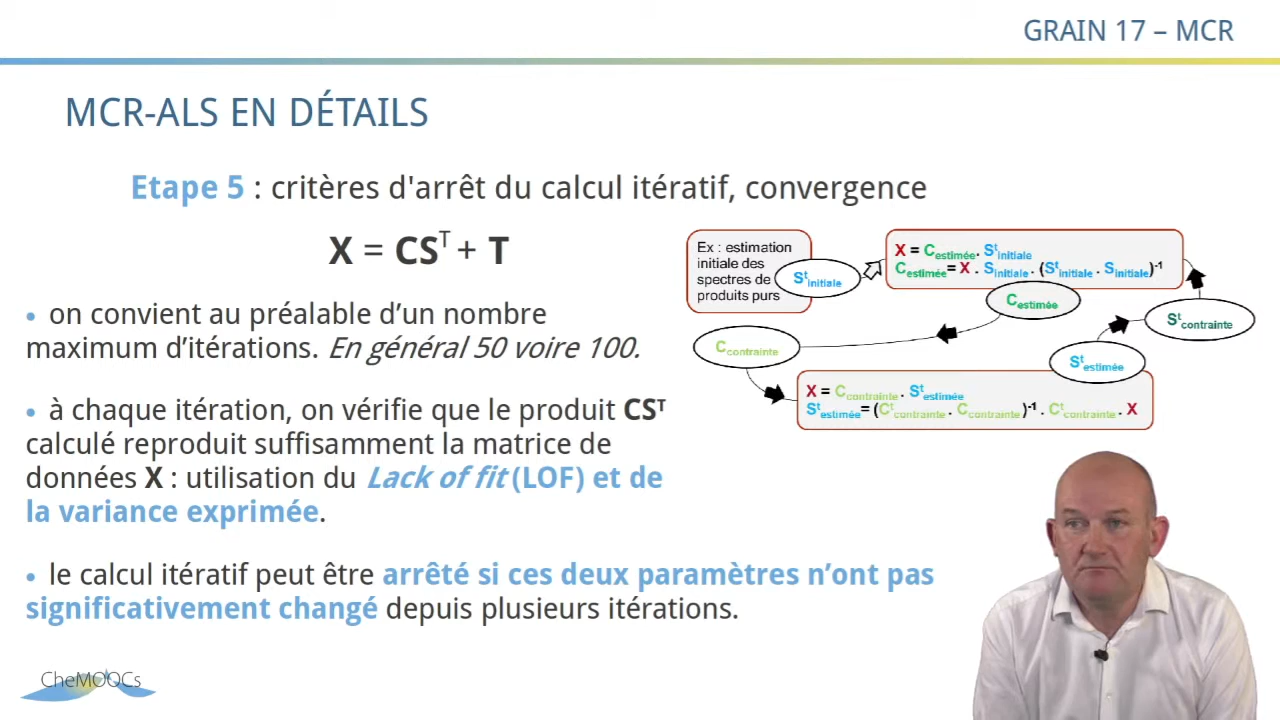 GRAIN 17 – MCR
MCR-ALS EN DÉTAILS
Etape 5 : critères d'arrêt du calcul itératif, convergence
X = CSᵀ + T
• on convient au préalable d’un nombre
maximum d’itérations. En général 50 voire 100.
• à chaque itération, on vérifie que le produit CSᵀ
calculé reproduit suffisamment la matrice de
données X : utilisation du Lack of fit (LOF) et de
la variance exprimée.
• le calcul itératif peut être arrêté si ces deux paramètres n’ont pas
significativement changé depuis plusieurs itérations.
Ex : estimation
initiale des
spectres de
produits purs
Sᵗinitiale
X = Cestimée. Sᵗinitiale
Cestimée= X . Sinitiale. (Sᵗinitiale . Sinitiale)⁻¹
Cestimée
Ccontrainte
X = Ccontrainte . Sᵗestimée
Sᵗestimée= (Cᵗcontrainte . Ccontrainte )⁻¹ . Cᵗcontrainte . X
Sᵗestimée
Sᵗcontrainte
CheMOOCs